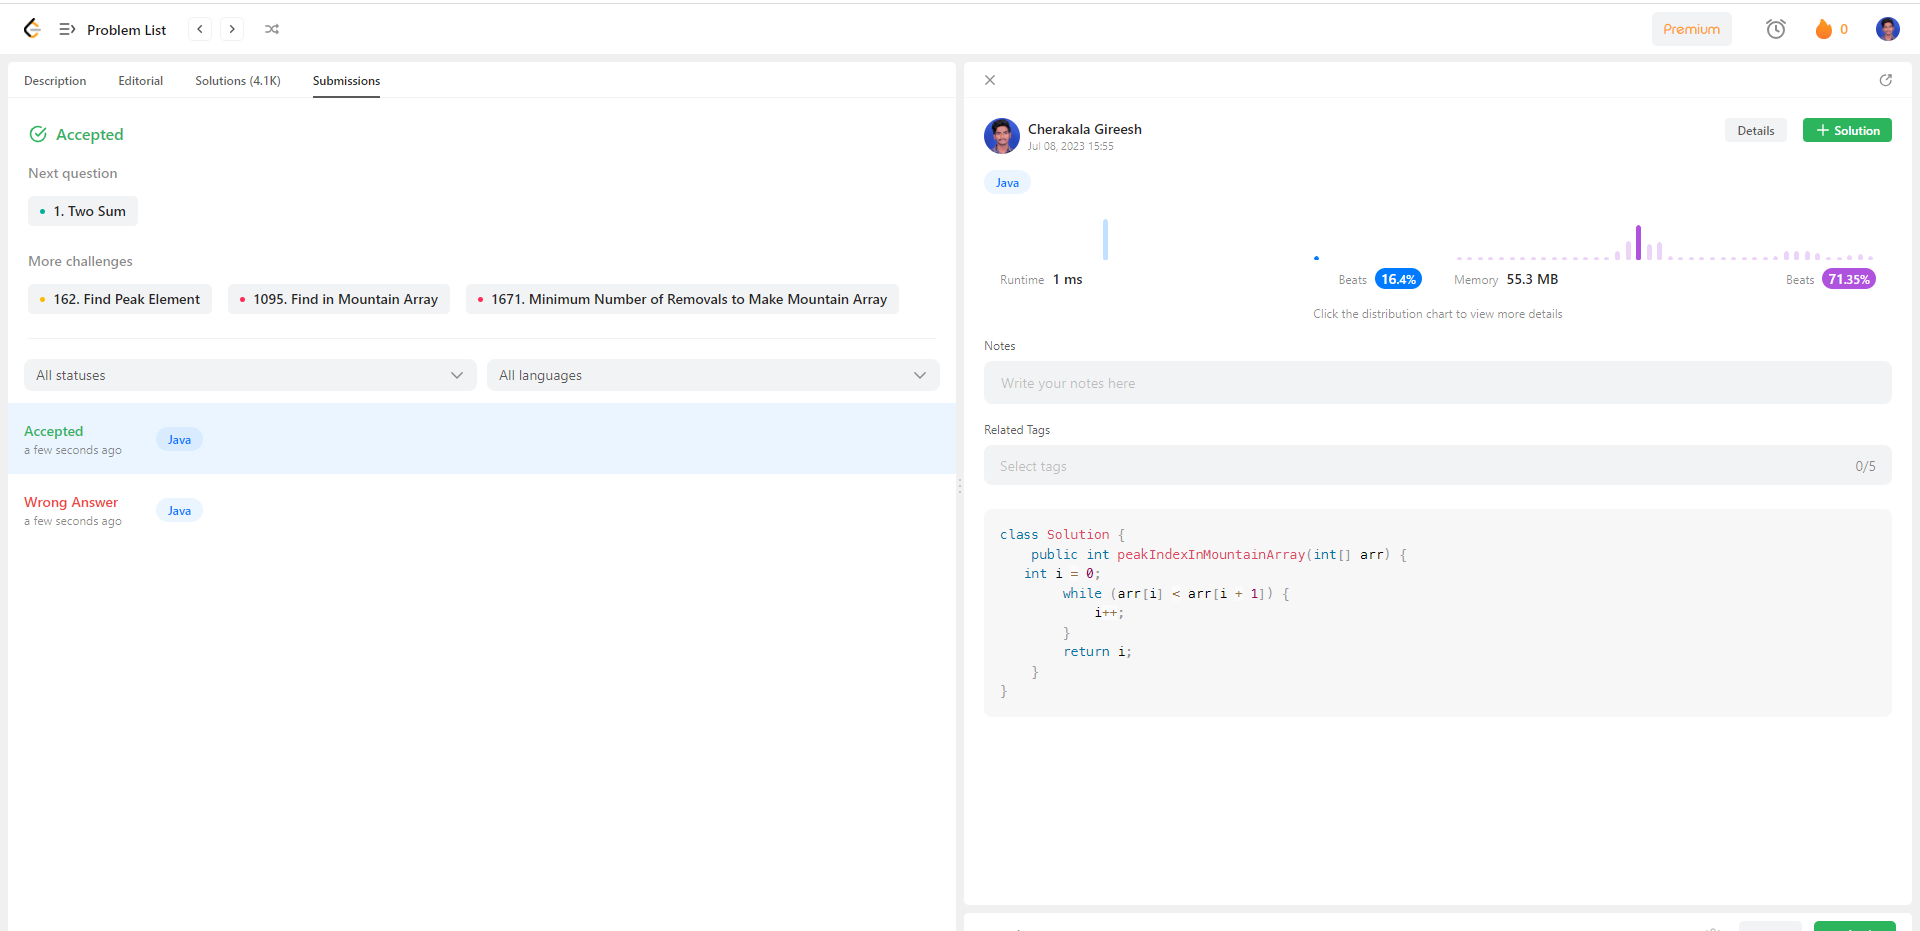 Problem List
Premium
0
Description Editorial Solutions (4.1K) Submissions
Accepted
Next question
1. Two Sum
More challenges
162. Find Peak Element 1095. Find in Mountain Array 1671. Minimum Number of Removals to Make Mountain Array
All statuses All languages
Accepted
a few seconds ago
Java
Wrong Answer
a few seconds ago
Java
Cherakala Gireesh
Jul 08, 2023 15:55
Details
+ Solution
Java
Runtime 1 ms Beats 16.4% Memory 55.3 MB Beats 71.35%
Click the distribution chart to view more details
Notes
Write your notes here
Related Tags
Select tags 0/5
class Solution {
    public int peakIndexInMountainArray(int[] arr) {
   int i = 0;
        while (arr[i] < arr[i + 1]) {
            i++;
        }
        return i;
    }
}